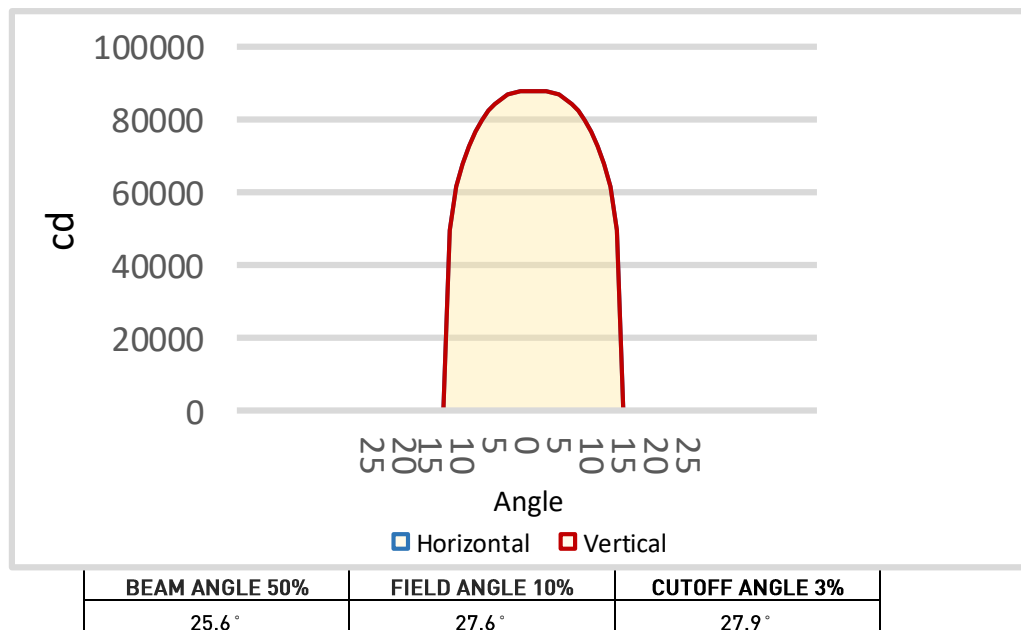 100000
80000
60000
40000
20000
0
cd
25 20 15 10 5 0 5 10 15 20 25
Angle
Horizontal Vertical
BEAM ANGLE 50% FIELD ANGLE 10% CUTOFF ANGLE 3%
25.6° 27.6° 27.9°